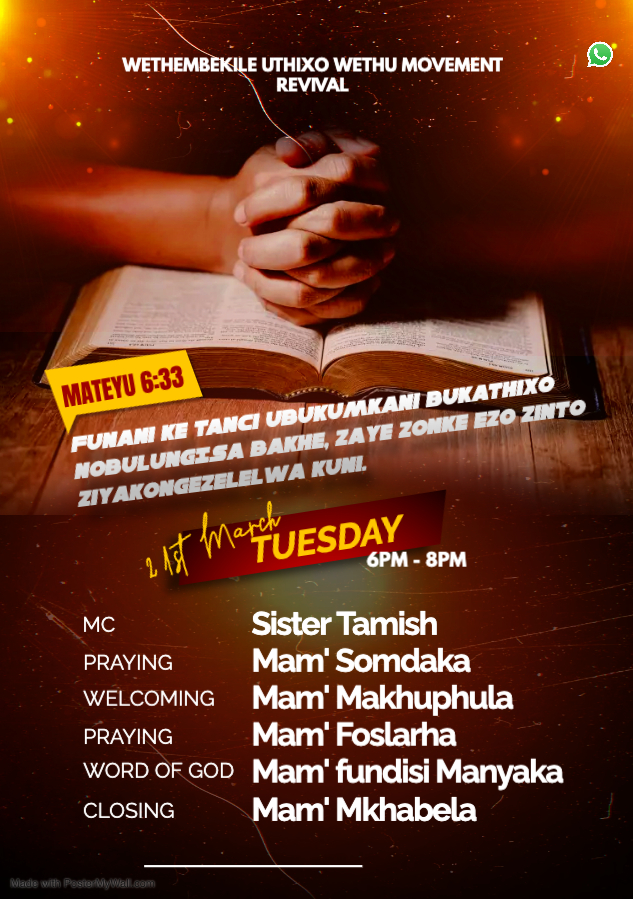 WETHEMBEKILE UTHIXO WETHU MOVEMENT
REVIVAL
MATEYU 6:33
FUNANI KE TANCI UBUKUMKANI BUKATHIXO
NOBULUNGISA BAKHE, ZAYE ZONKE EZO ZINTO
ZIYAKONGEZELELWA KUNI.
21st March
TUESDAY
6PM - 8PM
MC Sister Tamish
PRAYING Mam' Somdaka
WELCOMING Mam' Makhuphula
PRAYING Mam' Foslarha
WORD OF GOD Mam' fundisi Manyaka
CLOSING Mam' Mkhabela
Made with PosterMyWall.com